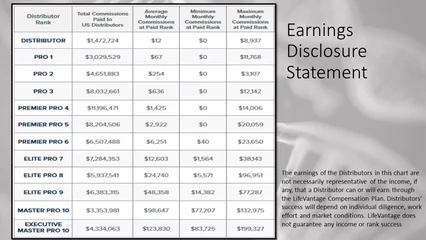 Distributor Rank | Total Commissions Paid to US Distributors | Average Monthly Commissions at Paid Rank | Minimum Monthly Commissions at Paid Rank | Maximum Monthly Commissions at Paid Rank
DISTRIBUTOR $1,472,724 $12 $0 $8,937
PRO 1 $3,029,529 $67 $0 $11,768
PRO 2 $4,651,883 $254 $0 $3,107
PRO 3 $8,032,661 $636 $0 $12,142
PREMIER PRO 4 $11,196,471 $1,425 $0 $14,006
PREMIER PRO 5 $8,204,506 $2,922 $0 $20,059
PREMIER PRO 6 $6,507,488 $6,251 $40 $23,650
ELITE PRO 7 $7,284,353 $12,603 $1,564 $38,143
ELITE PRO 8 $5,937,541 $24,740 $5,571 $96,951
ELITE PRO 9 $6,383,315 $48,358 $14,382 $77,287
MASTER PRO 10 $3,353,981 $98,647 $77,207 $132,975
EXECUTIVE MASTER PRO 10 $4,334,063 $123,830 $83,725 $199,327
Earnings
Disclosure
Statement
The earnings of the Distributors in this chart are
not necessarily representative of the income, if
any, that a Distributor can or will earn through
the LifeVantage Compensation Plan. Distributors'
success will depend on individual diligence, work
effort and market conditions. LifeVantage does
not guarantee any income or rank success.